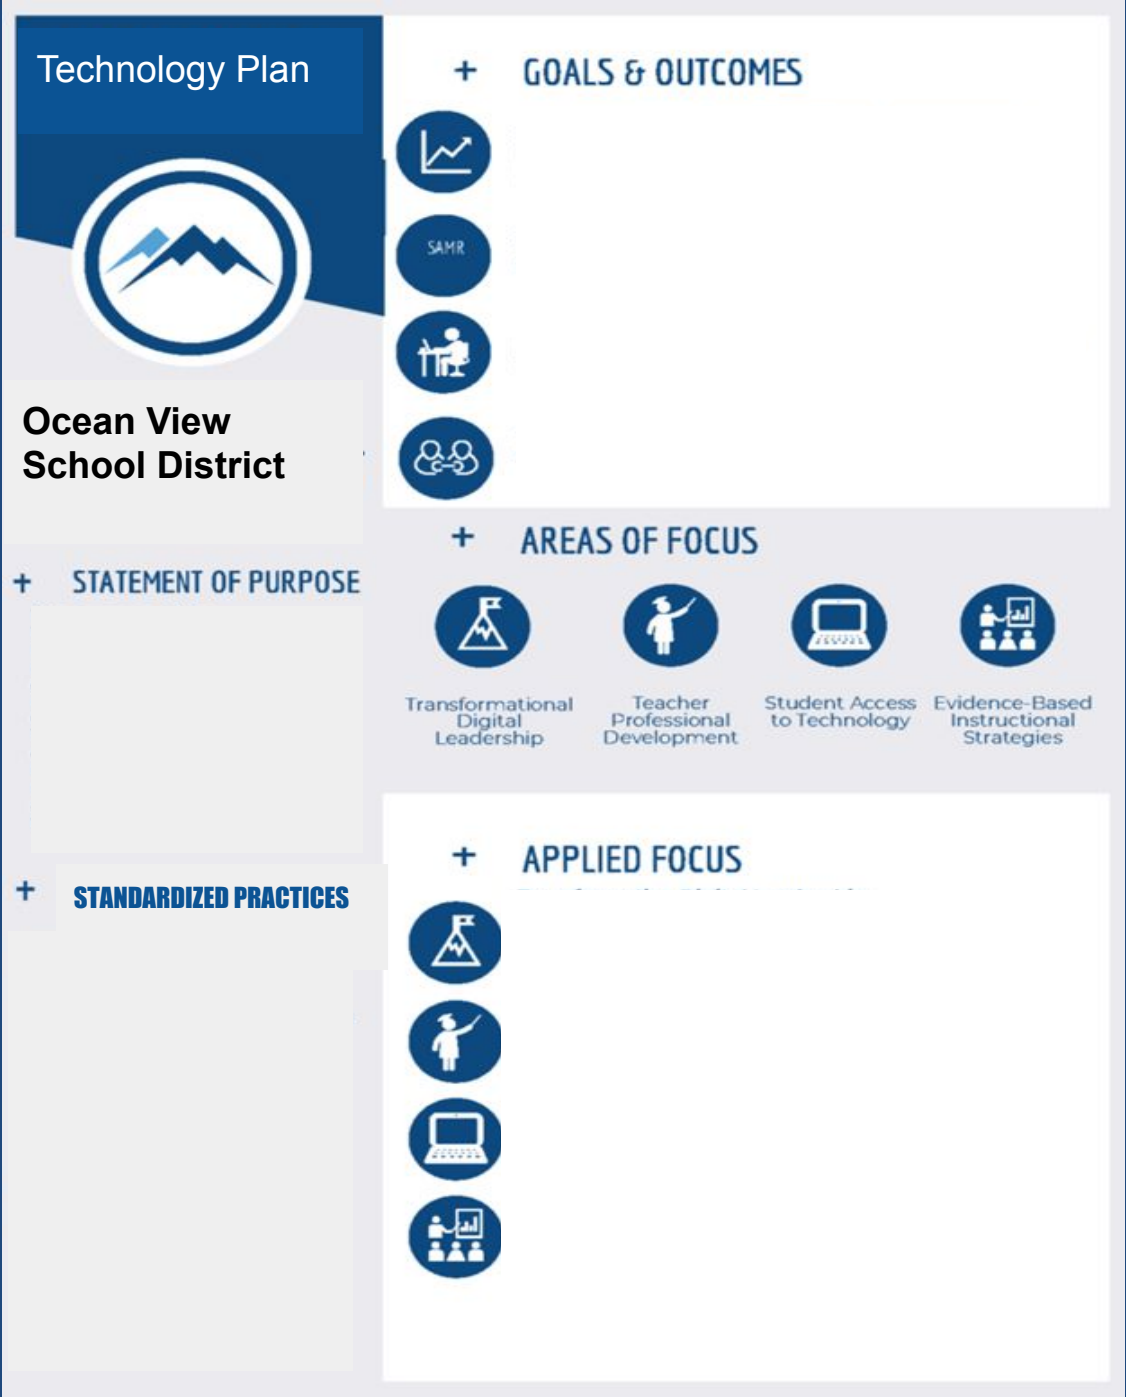 Technology Plan
Ocean View
School District
+ STATEMENT OF PURPOSE
+ STANDARDIZED PRACTICES
+ GOALS & OUTCOMES
SAMR
+ AREAS OF FOCUS
Transformational
Digital
Leadership
Teacher
Professional
Development
Student Access
to Technology
Evidence-Based
Instructional
Strategies
+ APPLIED FOCUS